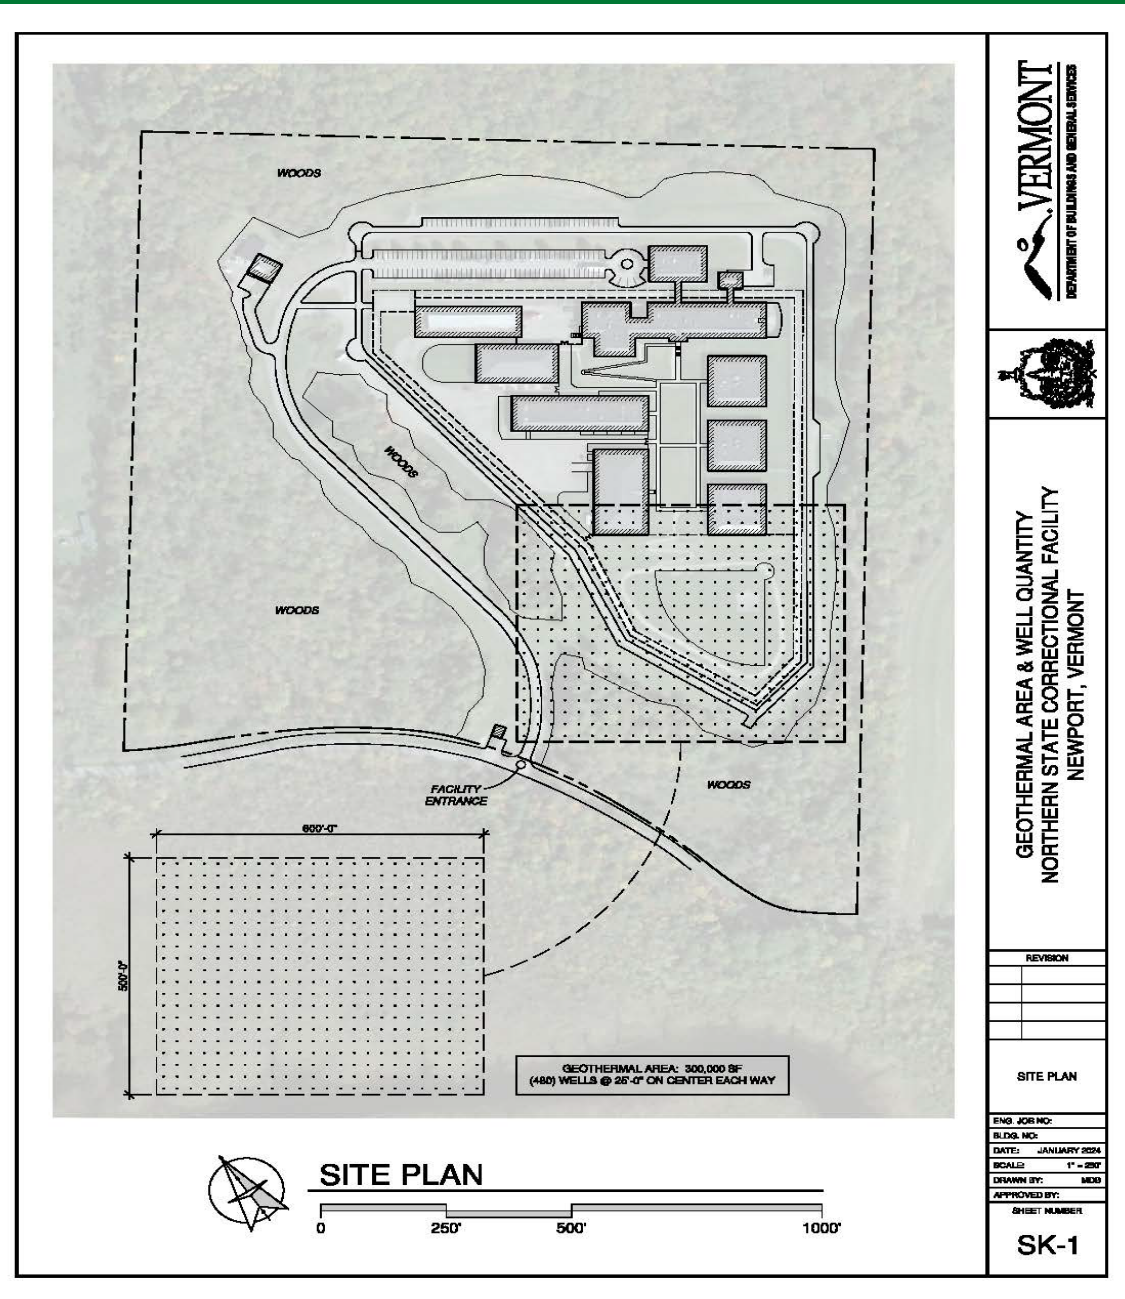 WOODS
WOODS
WOODS
WOODS
FACILITY
ENTRANCE
600'-0"
500'-0"
GEOTHERMAL AREA: 300,000 SF
(480) WELLS @ 25'-0" ON CENTER EACH WAY
SITE PLAN
0 250' 500' 1000'
VERMONT
DEPARTMENT OF BUILDINGS AND GENERAL SERVICES
GEOTHERMAL AREA & WELL QUANTITY
NORTHERN STATE CORRECTIONAL FACILITY
NEWPORT, VERMONT
REVISION
SITE PLAN
ENG. JOB NO:
BLDG. NO:
DATE: JANUARY 2024
SCALE: 1" = 250'
DRAWN BY: MDB
APPROVED BY:
SHEET NUMBER
SK-1